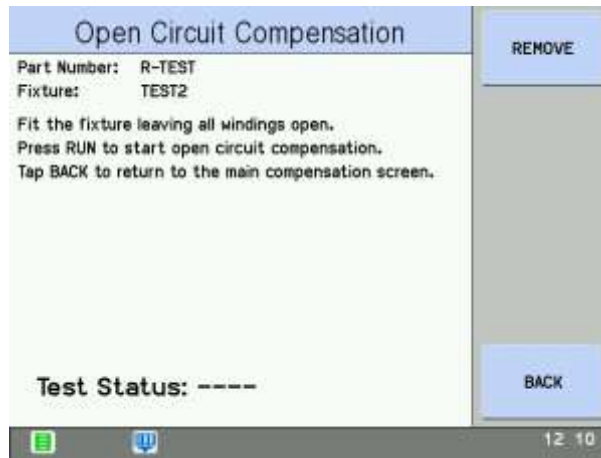 Open Circuit Compensation
REMOVE
Part Number: R-TEST
Fixture: TEST2
Fit the fixture leaving all windings open.
Press RUN to start open circuit compensation.
Tap BACK to return to the main compensation screen.
Test Status: ----
BACK
12 10